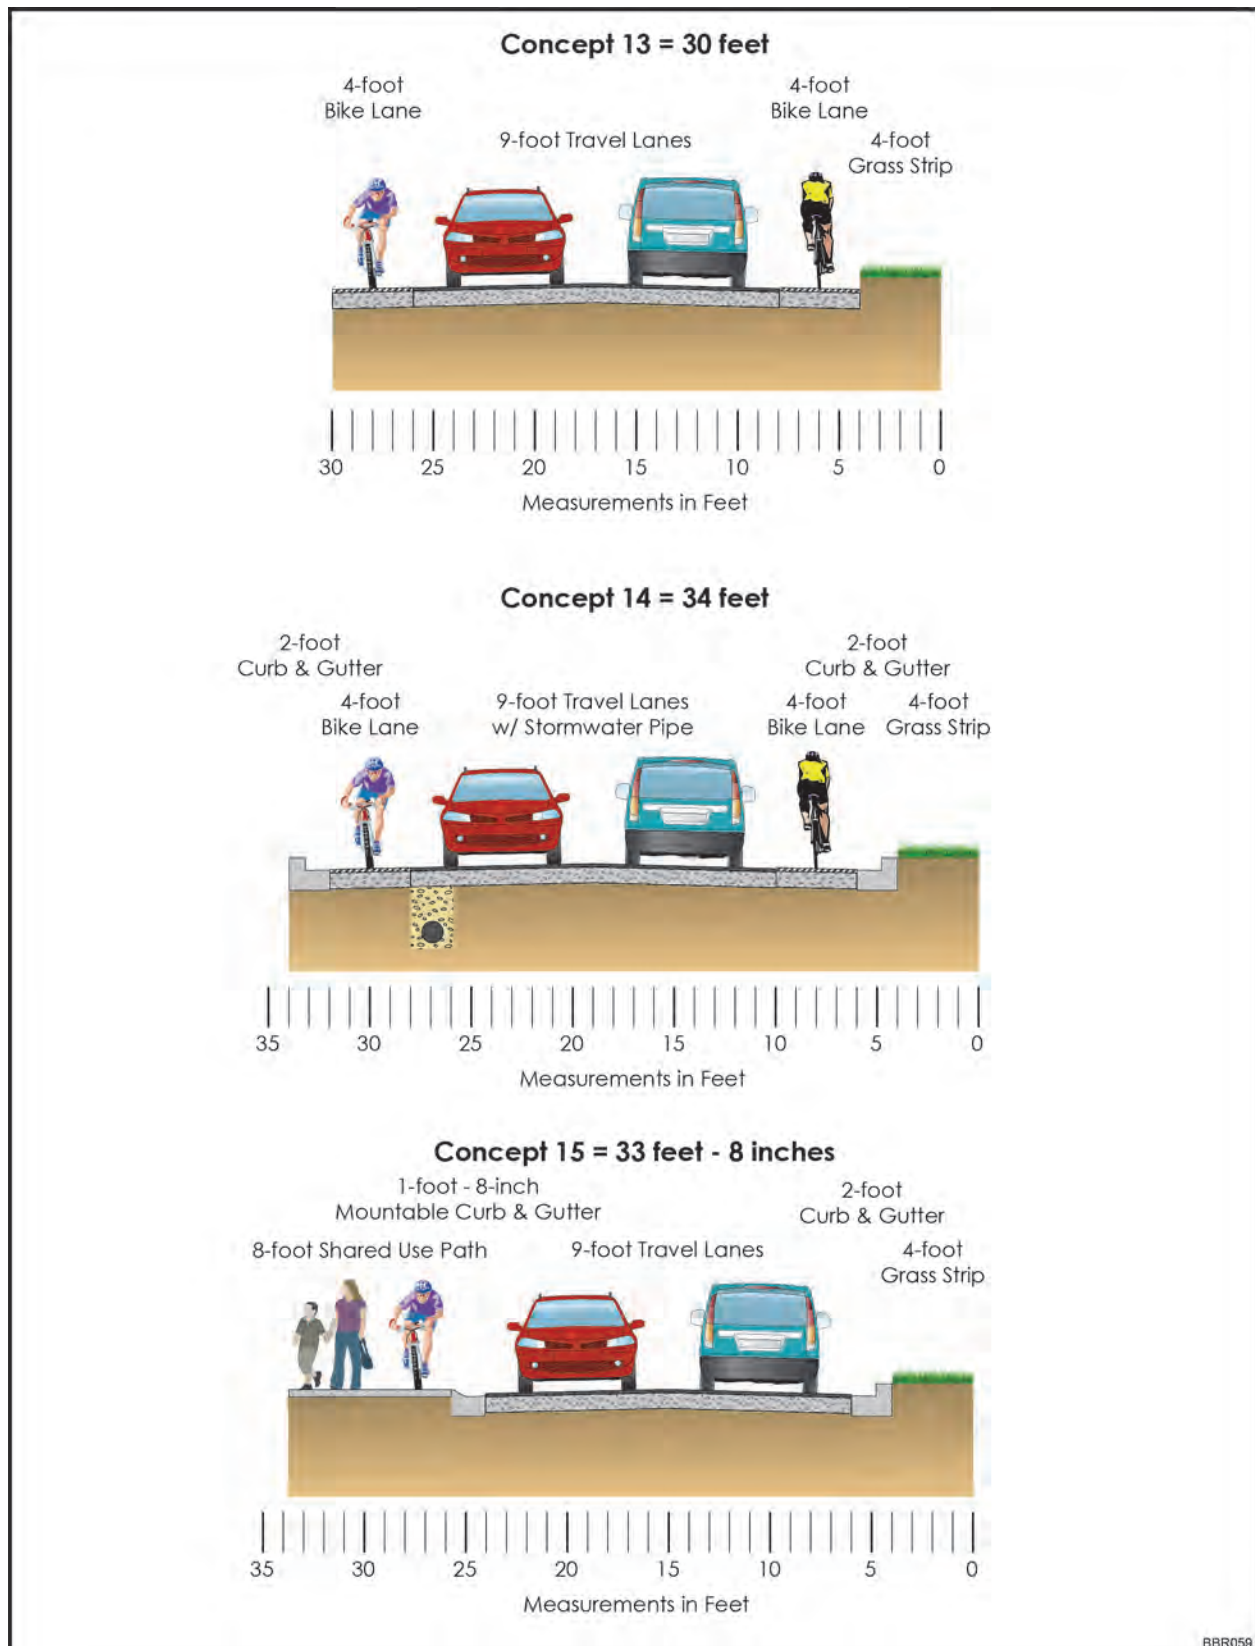 Concept 13 = 30 feet
4-foot
Bike Lane
9-foot Travel Lanes
4-foot
Bike Lane
4-foot
Grass Strip
30 25 20 15 10 5 0
Measurements in Feet
Concept 14 = 34 feet
2-foot
Curb & Gutter
4-foot
Bike Lane
9-foot Travel Lanes
w/ Stormwater Pipe
2-foot
Curb & Gutter
4-foot
Bike Lane
4-foot
Grass Strip
35 30 25 20 15 10 5 0
Measurements in Feet
Concept 15 = 33 feet - 8 inches
1-foot - 8-inch
Mountable Curb & Gutter
8-foot Shared Use Path
9-foot Travel Lanes
2-foot
Curb & Gutter
4-foot
Grass Strip
35 30 25 20 15 10 5 0
Measurements in Feet
BBR059